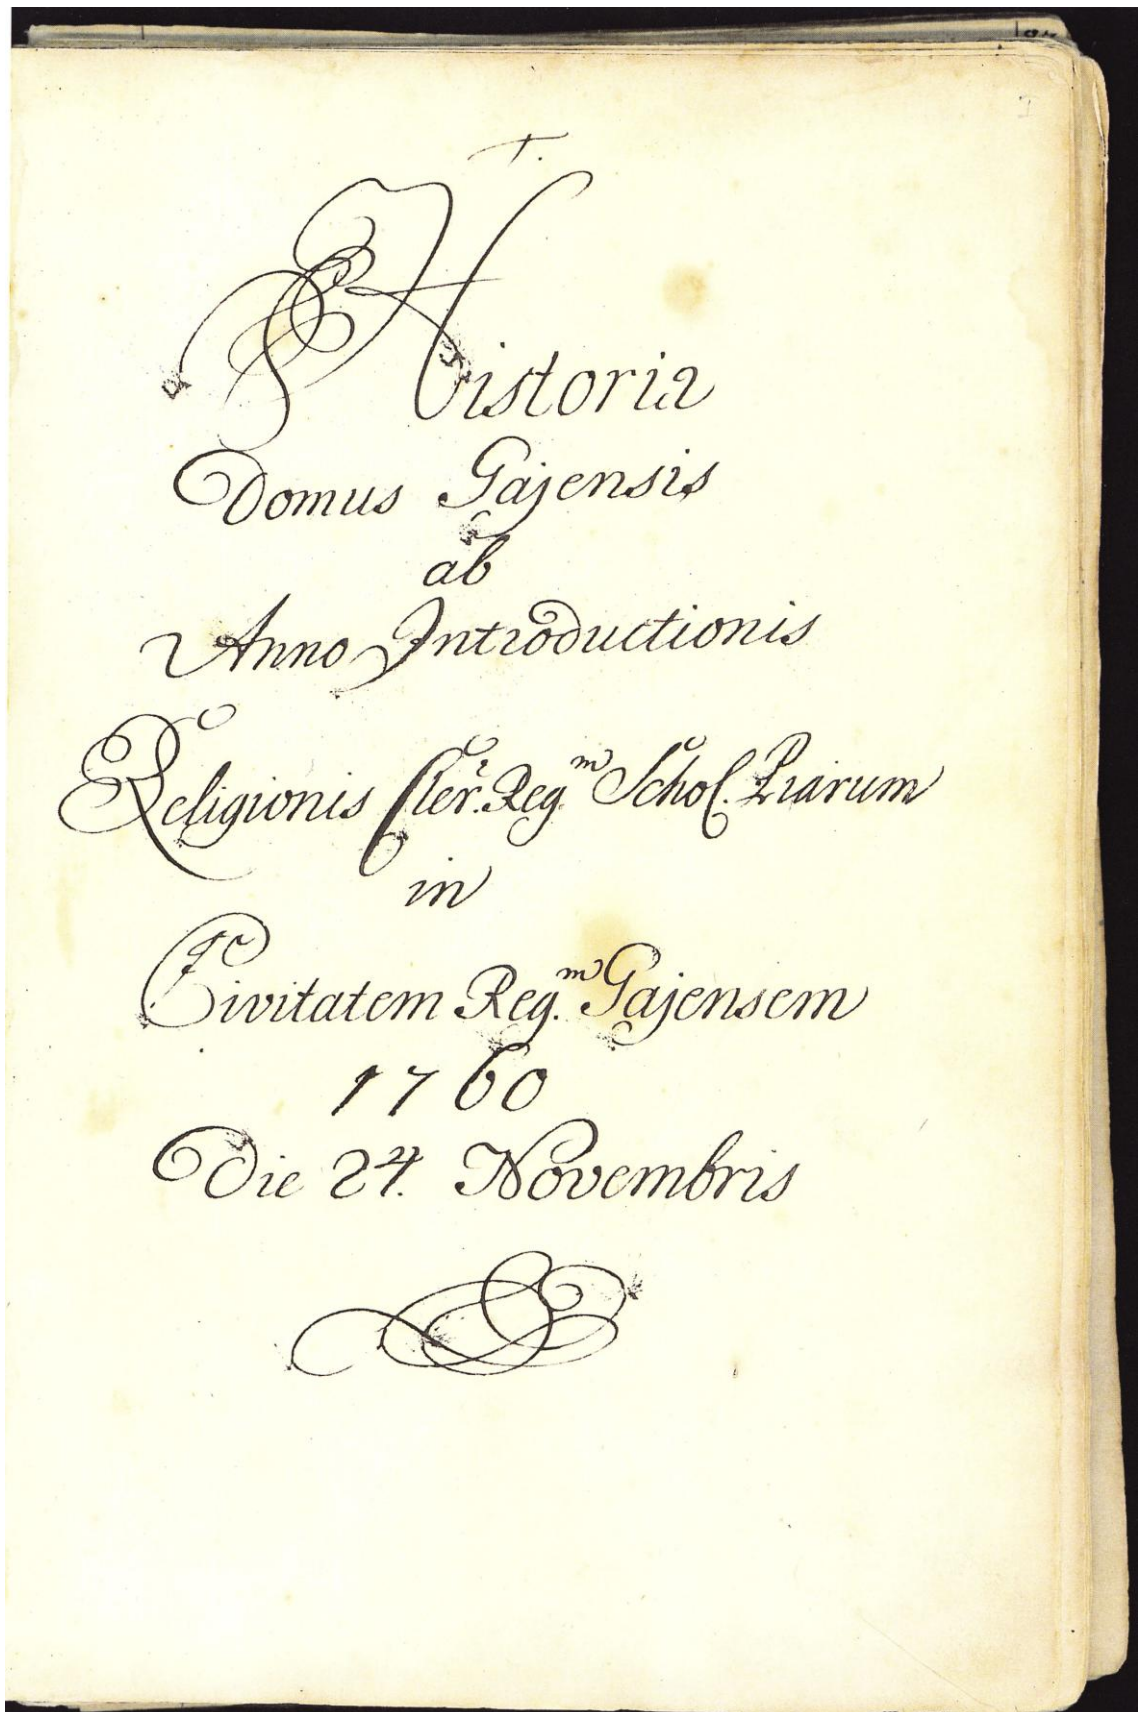 Historia
Domus Gajensis
ab
Anno Introductionis
Religionis Cler. Reg.m Schol. Piarum
in
Civitatem Reg.m Gajensem
1760
Die 24. Novembris